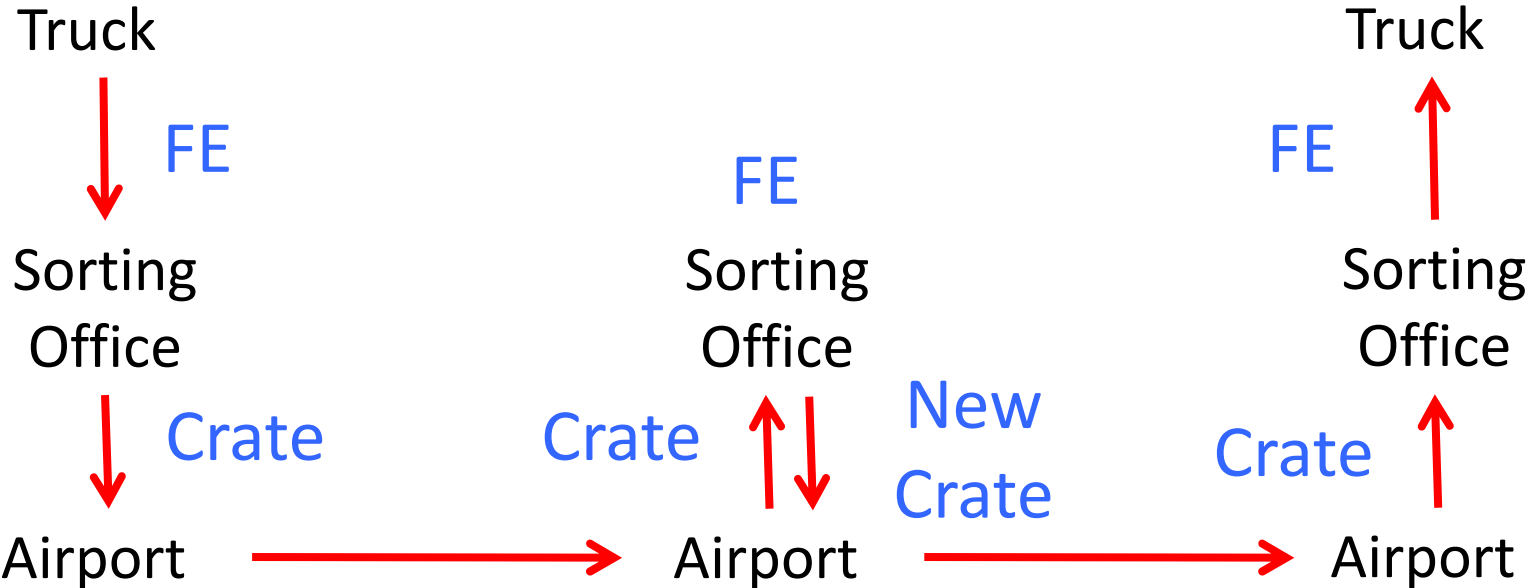 Truck
Truck
FE
FE
FE
Sorting
Office
Sorting
Office
Sorting
Office
Crate
Crate
New
Crate
Crate
Airport
Airport
Airport